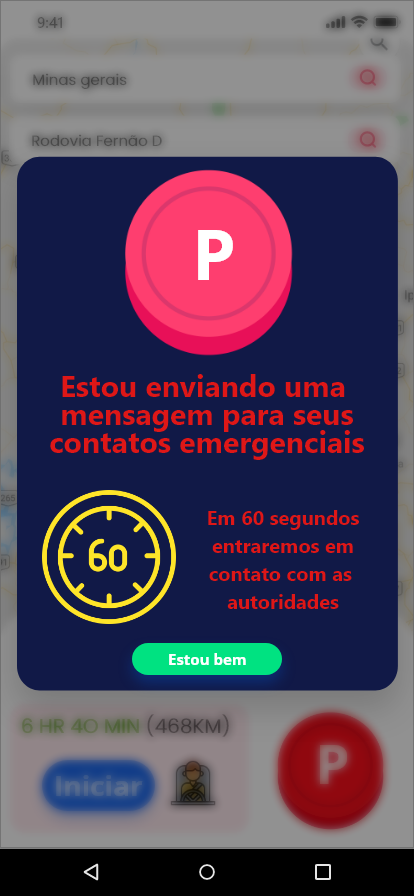 9:41
Minas gerais
Rodovia Fernão D
P
Estou enviando uma
mensagem para seus
contatos emergenciais
60
Em 60 segundos
entraremos em
contato com as
autoridades
Estou bem
6 HR 40 MIN (468KM)
Iniciar
P